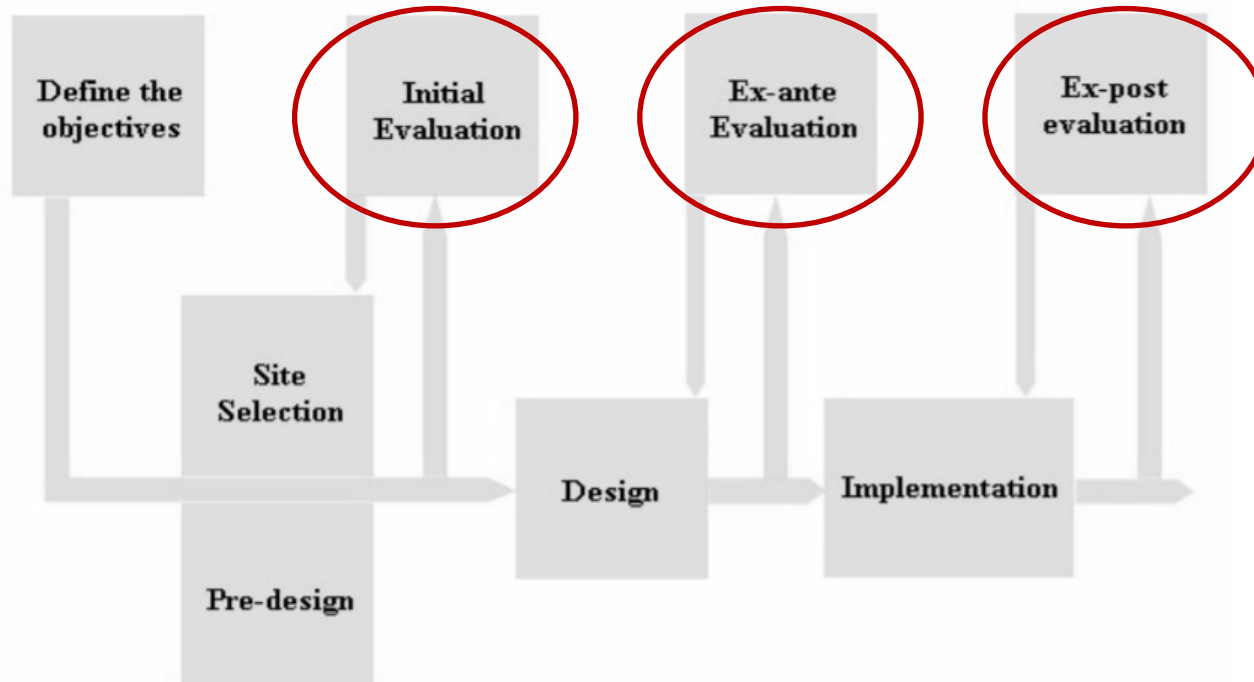 Define the
objectives
Initial
Evaluation
Ex-ante
Evaluation
Ex-post
evaluation
Site
Selection
Design
Implementation
Pre-design